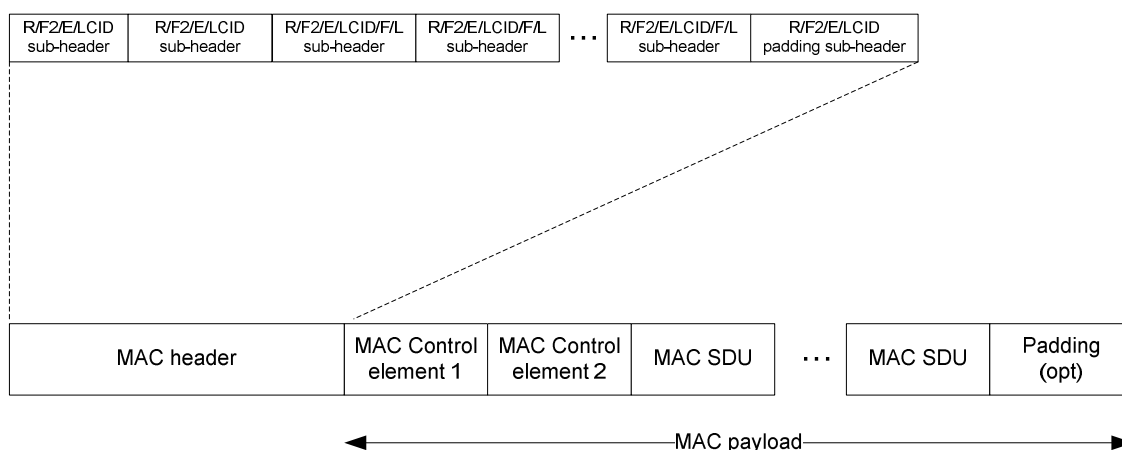 R/F2/E/LCID
sub-header
R/F2/E/LCID
sub-header
R/F2/E/LCID/F/L
sub-header
R/F2/E/LCID/F/L
sub-header
...
R/F2/E/LCID/F/L
sub-header
R/F2/E/LCID
padding sub-header
MAC header
MAC Control
element 1
MAC Control
element 2
MAC SDU
...
MAC SDU
Padding
(opt)
MAC payload